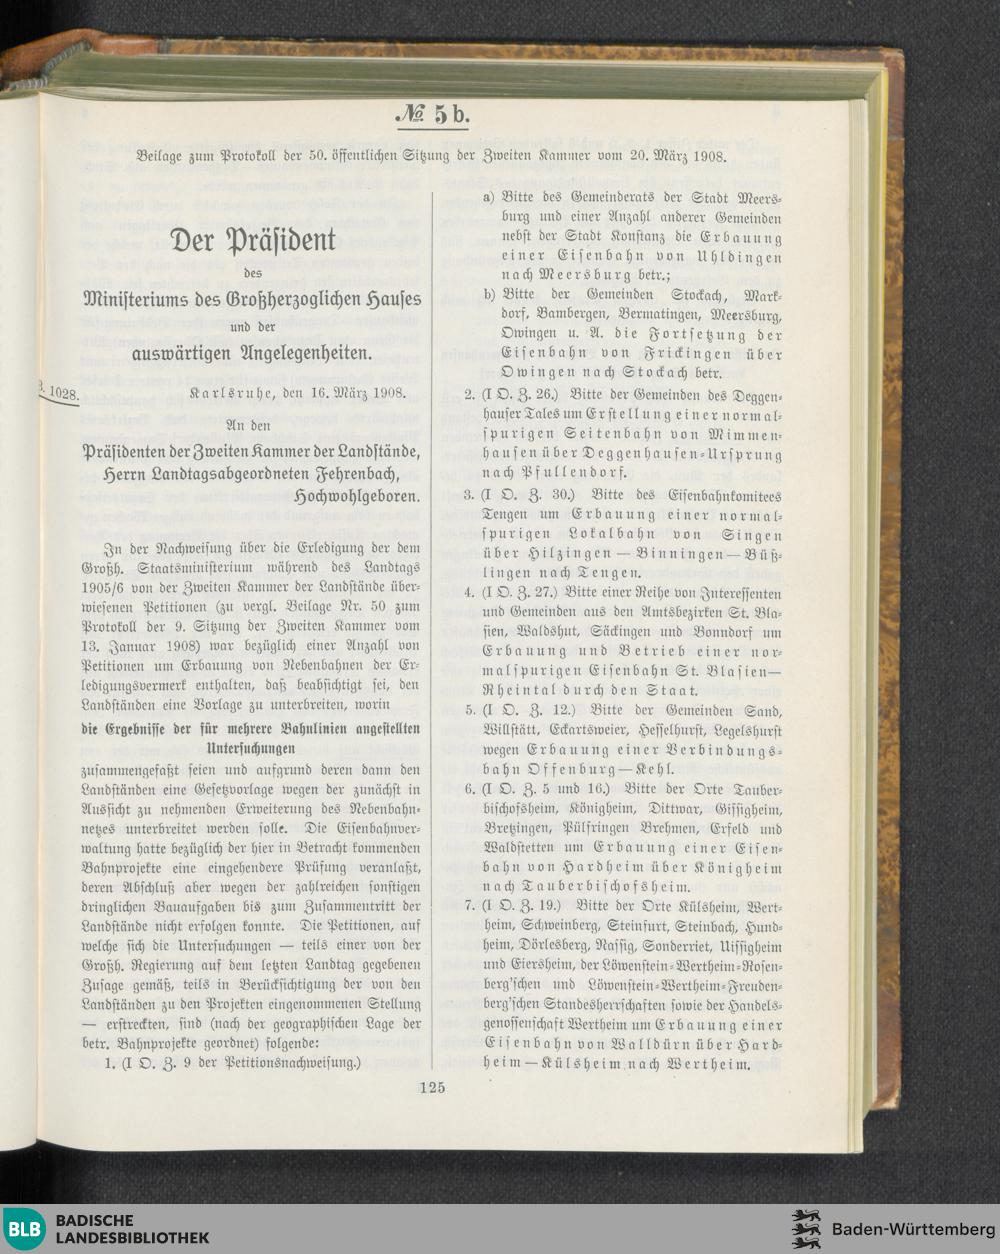 № 5 b.
Beilage zum Protokoll der 50. öffentlichen Sitzung der Zweiten Kammer vom 20. März 1908.
Der Präsident
des
Ministeriums des Großherzoglichen Hauses
und der
auswärtigen Angelegenheiten.
1028.
Karlsruhe, den 16. März 1908.
An den
Präsidenten der Zweiten Kammer der Landstände,
Herrn Landtagsabgeordneten Fehrenbach,
Hochwohlgeboren.
In der Nachweisung über die Erledigung der dem
Großh. Staatsministerium während des Landtags
1905/6 von der Zweiten Kammer der Landstände über-
wiesenen Petitionen (zu vergl. Beilage Nr. 50 zum
Protokoll der 9. Sitzung der Zweiten Kammer vom
13. Januar 1908) war bezüglich einer Anzahl von
Petitionen um Erbauung von Nebenbahnen der Er-
ledigungsvermerk enthalten, daß beabsichtigt sei, den
Landständen eine Vorlage zu unterbreiten, worin
die Ergebnisse der für mehrere Bahnlinien angestellten
Untersuchungen
zusammengefaßt seien und aufgrund deren dann den
Landständen eine Gesetzvorlage wegen der zunächst in
Aussicht zu nehmenden Erweiterung des Nebenbahn-
netzes unterbreitet werden solle. Die Eisenbahnver-
waltung hatte bezüglich der hier in Betracht kommenden
Bahnprojekte eine eingehendere Prüfung veranlaßt,
deren Abschluß aber wegen der zahlreichen sonstigen
dringlichen Bauaufgaben bis zum Zusammentritt der
Landstände nicht erfolgen konnte. Die Petitionen, auf
welche sich die Untersuchungen — teils einer von der
Großh. Regierung auf dem letzten Landtag gegebenen
Zusage gemäß, teils in Berücksichtigung der von den
Landständen zu den Projekten eingenommenen Stellung
— erstreckten, sind (nach der geographischen Lage der
betr. Bahnprojekte geordnet) folgende:
1. (I O. Z. 9 der Petitionsnachweisung.)
a) Bitte des Gemeinderats der Stadt Meers-
burg und einer Anzahl anderer Gemeinden
nebst der Stadt Konstanz die Erbauung
einer Eisenbahn von Uhldingen
nach Meersburg betr.;
b) Bitte der Gemeinden Stockach, Mark-
dorf, Bambergen, Bermatingen, Meersburg,
Owingen u. A. die Fortsetzung der
Eisenbahn von Frickingen über
Owingen nach Stockach betr.
2. (I O. Z. 26.) Bitte der Gemeinden des Deggen-
hauser Tales um Erstellung einer normal-
spurigen Seitenbahn von Mimmen-
hausen über Deggenhausen-Ursprung
nach Pfullendorf.
3. (I O. Z. 30.) Bitte des Eisenbahnkomitees
Tengen um Erbauung einer normal-
spurigen Lokalbahn von Singen
über Hilzingen — Binningen — Büß-
lingen nach Tengen.
4. (I O. Z. 27.) Bitte einer Reihe von Interessenten
und Gemeinden aus den Amtsbezirken St. Bla-
sien, Waldshut, Säckingen und Bonndorf um
Erbauung und Betrieb einer nor-
malspurigen Eisenbahn St. Blasien—
Rheintal durch den Staat.
5. (I O. Z. 12.) Bitte der Gemeinden Sand,
Willstätt, Eckartsweier, Hesselhurst, Legelshurst
wegen Erbauung einer Verbindungs-
bahn Offenburg — Kehl.
6. (I O. Z. 5 und 16.) Bitte der Orte Tauber-
bischofsheim, Königheim, Dittwar, Gissigheim,
Bretzingen, Pülfringen Brehmen, Erfeld und
Waldstetten um Erbauung einer Eisen-
bahn von Hardheim über Königheim
nach Tauberbischofsheim.
7. (I O. Z. 19.) Bitte der Orte Külsheim, Wert-
heim, Schweinberg, Steinfurt, Steinbach, Hund-
heim, Dörlesberg, Nassig, Sonderriet, Uissigheim
und Eiersheim, der Löwenstein-Wertheim-Rosen-
berg'schen und Löwenstein-Wertheim-Freuden-
berg'schen Standesherrschaften sowie der Handels-
genossenschaft Wertheim um Erbauung einer
Eisenbahn von Walldürn über Hard-
heim — Külsheim nach Wertheim.
125
BLB
BADISCHE
LANDESBIBLIOTHEK
Baden-Württemberg